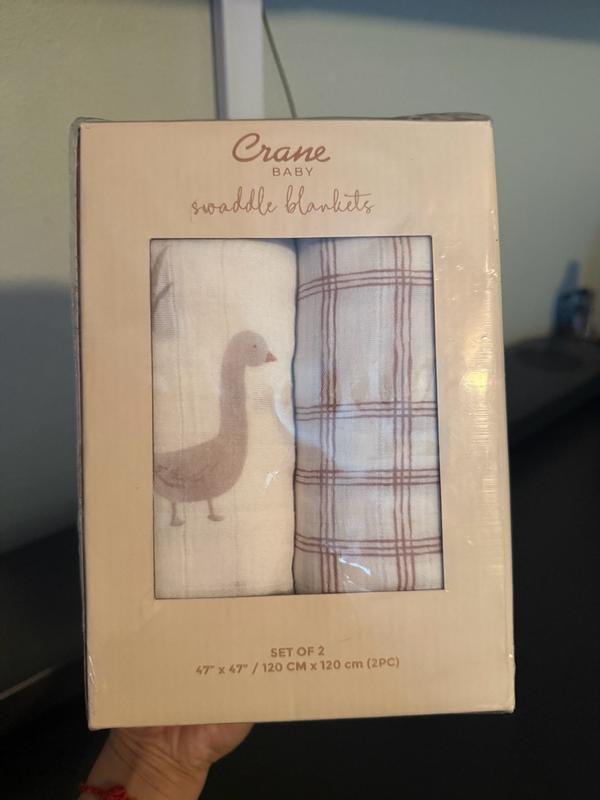 Crane
BABY
swaddle blankets
SET OF 2
47" x 47" / 120 CM x 120 cm (2PC)